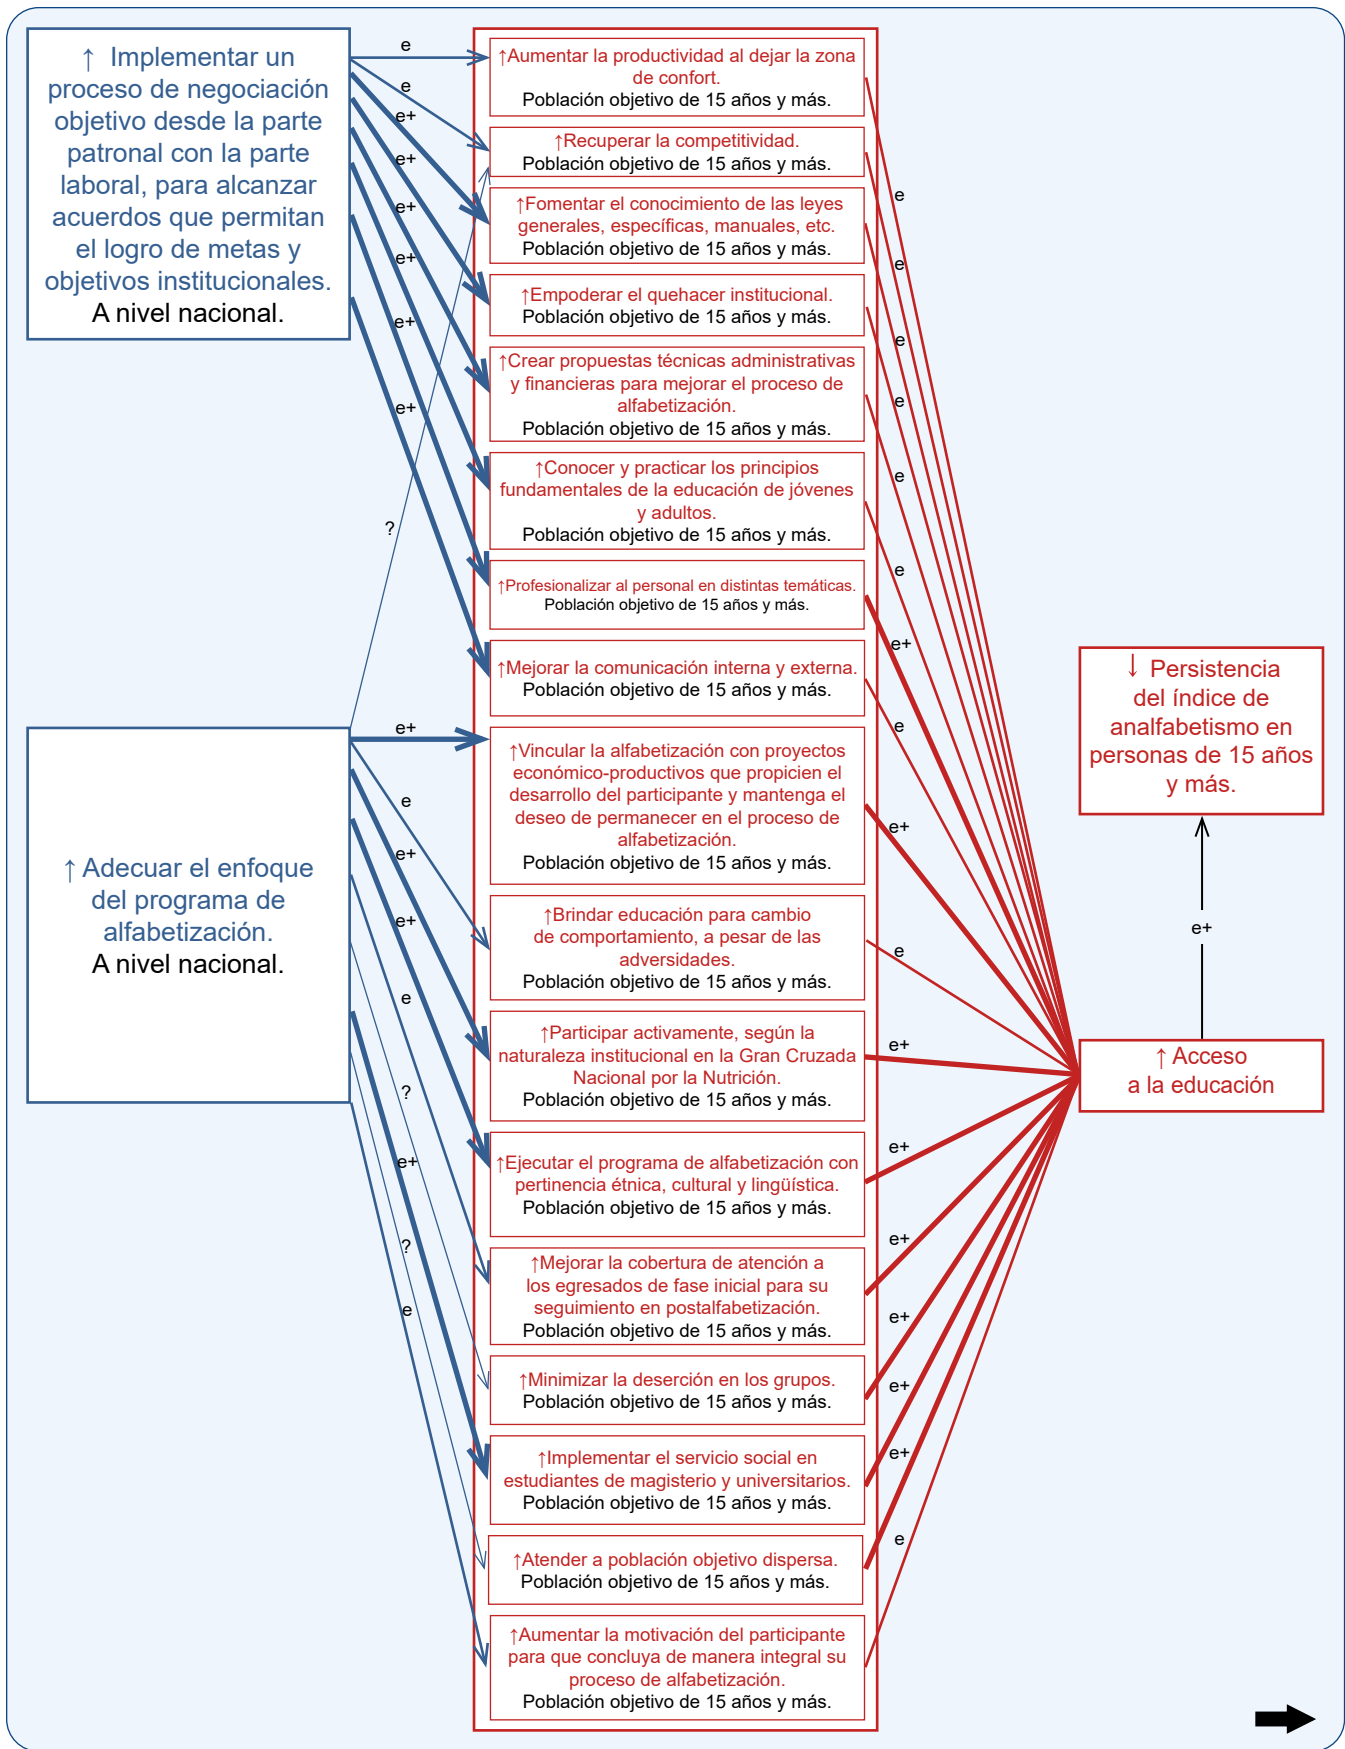 ↑ Implementar un
proceso de negociación
objetivo desde la parte
patronal con la parte
laboral, para alcanzar
acuerdos que permitan
el logro de metas y
objetivos institucionales.
A nivel nacional.
↑ Adecuar el enfoque
del programa de
alfabetización.
A nivel nacional.
e
e
e+
e+
e+
e+
e+
e+
?
e+
e
e+
e+
e
?
e+
?
e
↑Aumentar la productividad al dejar la zona
de confort.
Población objetivo de 15 años y más.
↑Recuperar la competitividad.
Población objetivo de 15 años y más.
↑Fomentar el conocimiento de las leyes
generales, específicas, manuales, etc.
Población objetivo de 15 años y más.
↑Empoderar el quehacer institucional.
Población objetivo de 15 años y más.
↑Crear propuestas técnicas administrativas
y financieras para mejorar el proceso de
alfabetización.
Población objetivo de 15 años y más.
↑Conocer y practicar los principios
fundamentales de la educación de jóvenes
y adultos.
Población objetivo de 15 años y más.
↑Profesionalizar al personal en distintas temáticas.
Población objetivo de 15 años y más.
↑Mejorar la comunicación interna y externa.
Población objetivo de 15 años y más.
↑Vincular la alfabetización con proyectos
económico-productivos que propicien el
desarrollo del participante y mantenga el
deseo de permanecer en el proceso de
alfabetización.
Población objetivo de 15 años y más.
↑Brindar educación para cambio
de comportamiento, a pesar de las
adversidades.
Población objetivo de 15 años y más.
↑Participar activamente, según la
naturaleza institucional en la Gran Cruzada
Nacional por la Nutrición.
Población objetivo de 15 años y más.
↑Ejecutar el programa de alfabetización con
pertinencia étnica, cultural y lingüística.
Población objetivo de 15 años y más.
↑Mejorar la cobertura de atención a
los egresados de fase inicial para su
seguimiento en postalfabetización.
Población objetivo de 15 años y más.
↑Minimizar la deserción en los grupos.
Población objetivo de 15 años y más.
↑Implementar el servicio social en
estudiantes de magisterio y universitarios.
Población objetivo de 15 años y más.
↑Atender a población objetivo dispersa.
Población objetivo de 15 años y más.
↑Aumentar la motivación del participante
para que concluya de manera integral su
proceso de alfabetización.
Población objetivo de 15 años y más.
e
e
e
e
e
e
e+
e
e+
e
e+
e+
e+
e+
e+
e+
e
↓ Persistencia
del índice de
analfabetismo en
personas de 15 años
y más.
e+
↑ Acceso
a la educación